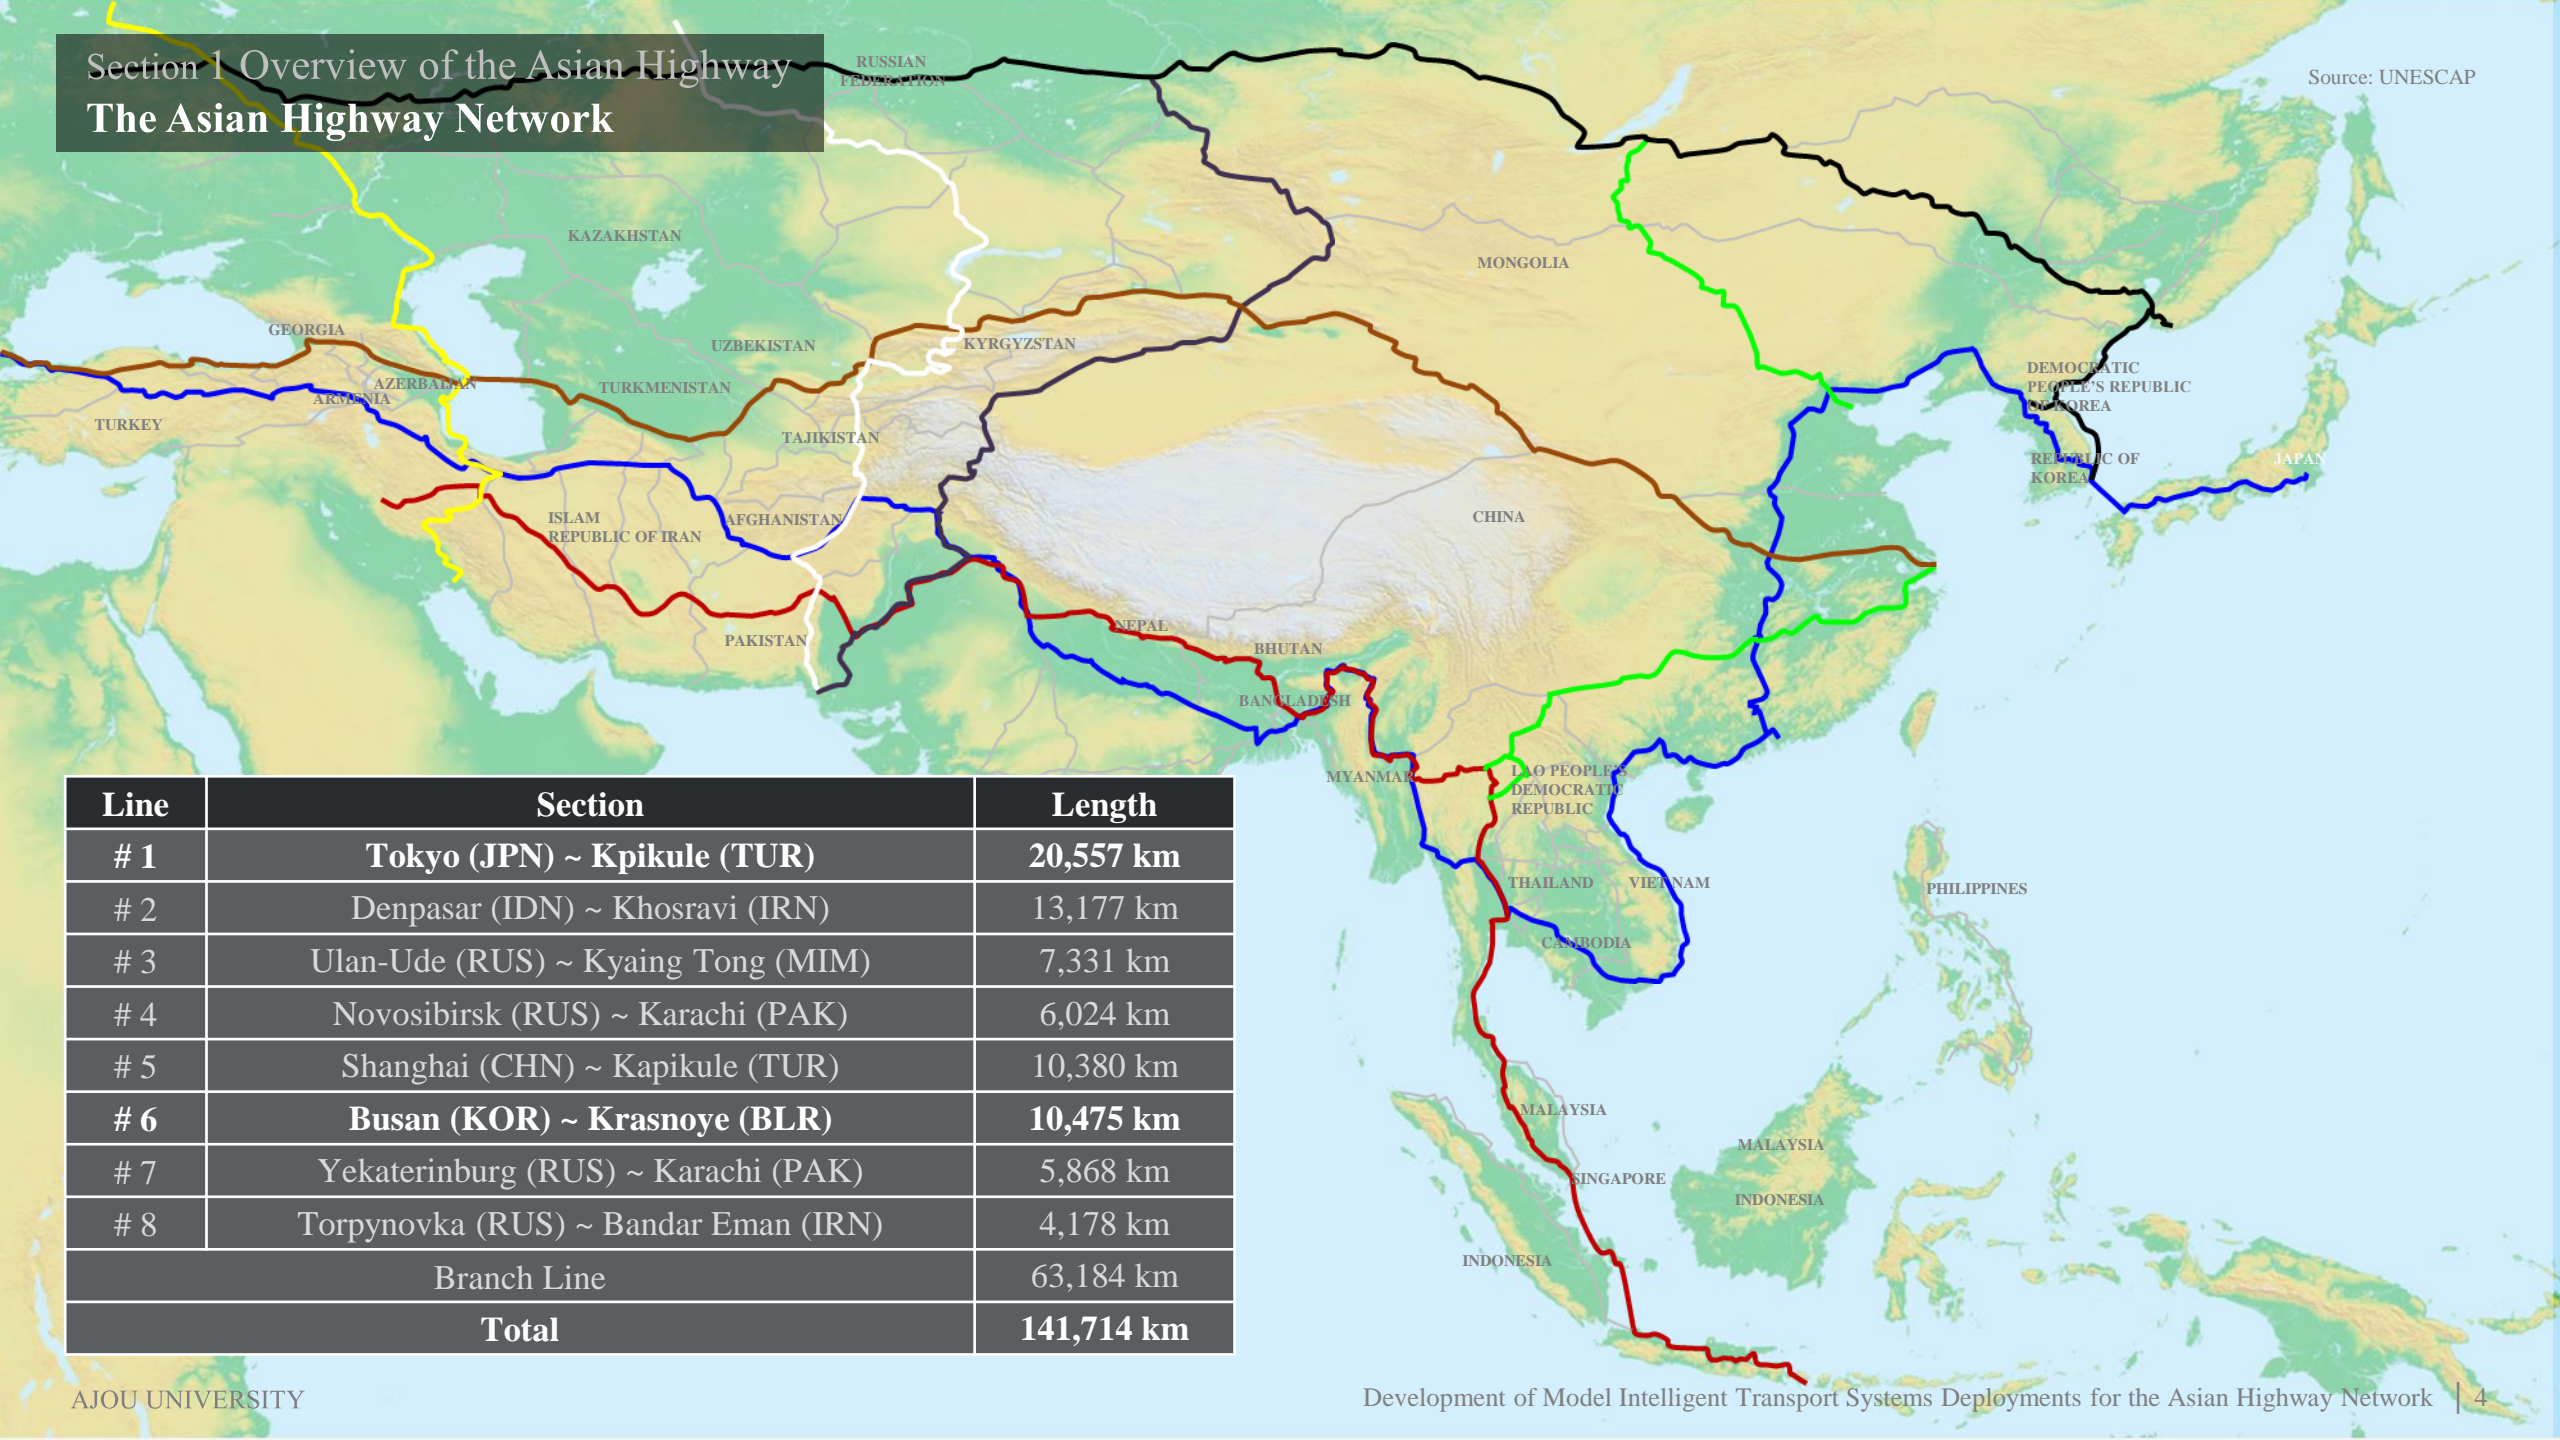 Section 1 Overview of the Asian Highway
The Asian Highway Network
Source: UNESCAP
RUSSIAN
FEDERATION
KAZAKHSTAN
MONGOLIA
GEORGIA
UZBEKISTAN
KYRGYZSTAN
AZERBAIJAN
ARMENIA
TURKMENISTAN
TURKEY
TAJIKISTAN
DEMOCRATIC
PEOPLE'S REPUBLIC
OF KOREA
REPUBLIC OF
KOREA
JAPAN
ISLAM
REPUBLIC OF IRAN
AFGHANISTAN
CHINA
PAKISTAN
NEPAL
BHUTAN
BANGLADESH
MYANMAR
LAO PEOPLE'S
DEMOCRATIC
REPUBLIC
THAILAND
VIET NAM
CAMBODIA
PHILIPPINES
MALAYSIA
SINGAPORE
MALAYSIA
INDONESIA
INDONESIA
Line Section Length
# 1 Tokyo (JPN) ~ Kpikule (TUR) 20,557 km
# 2 Denpasar (IDN) ~ Khosravi (IRN) 13,177 km
# 3 Ulan-Ude (RUS) ~ Kyaing Tong (MIM) 7,331 km
# 4 Novosibirsk (RUS) ~ Karachi (PAK) 6,024 km
# 5 Shanghai (CHN) ~ Kapikule (TUR) 10,380 km
# 6 Busan (KOR) ~ Krasnoye (BLR) 10,475 km
# 7 Yekaterinburg (RUS) ~ Karachi (PAK) 5,868 km
# 8 Torpynovka (RUS) ~ Bandar Eman (IRN) 4,178 km
Branch Line 63,184 km
Total 141,714 km
AJOU UNIVERSITY
Development of Model Intelligent Transport Systems Deployments for the Asian Highway Network | 4